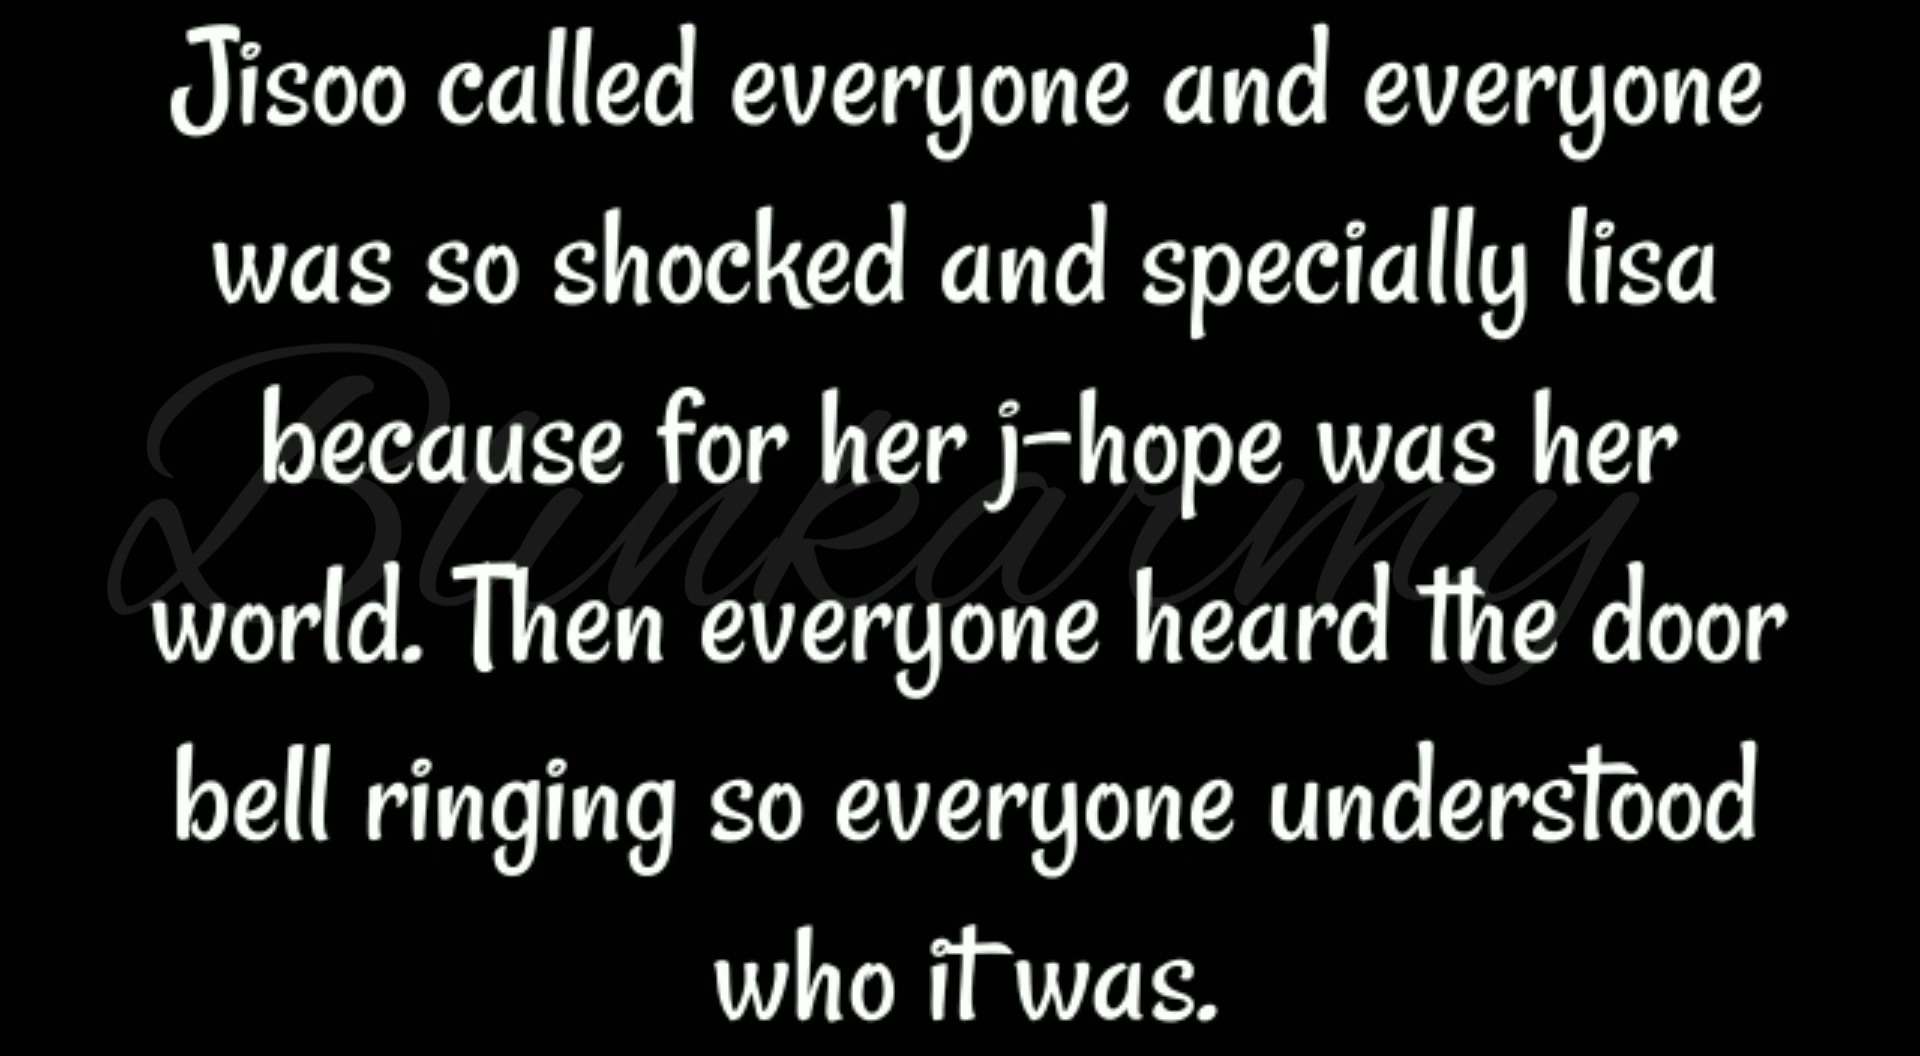 Jisoo called everyone and everyone
was so shocked and specially lisa
because for her j-hope was her
world. Then everyone heard the door
bell ringing so everyone understood
who it was.
Blinkarmy